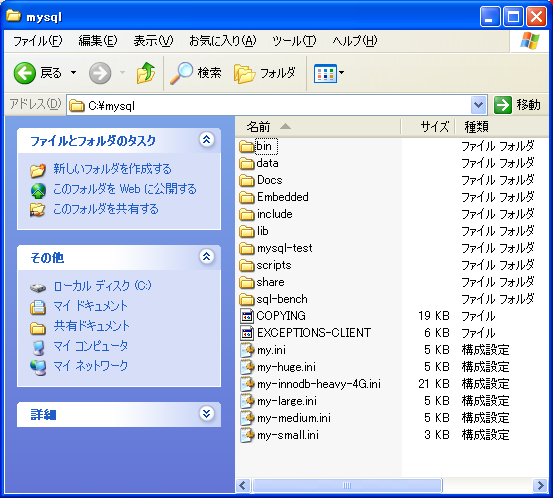 mysql
ファイル(F) 編集(E) 表示(V) お気に入り(A) ツール(T) ヘルプ(H)
戻る 検索 フォルダ
アドレス(D) C:¥mysql 移動
ファイルとフォルダのタスク
新しいフォルダを作成する
このフォルダを Web に公開する
このフォルダを共有する
その他
ローカル ディスク (C:)
マイ ドキュメント
共有ドキュメント
マイ コンピュータ
マイ ネットワーク
詳細
名前 サイズ 種類
bin ファイル フォルダ
data ファイル フォルダ
Docs ファイル フォルダ
Embedded ファイル フォルダ
include ファイル フォルダ
lib ファイル フォルダ
mysql-test ファイル フォルダ
scripts ファイル フォルダ
share ファイル フォルダ
sql-bench ファイル フォルダ
COPYING 19 KB ファイル
EXCEPTIONS-CLIENT 6 KB ファイル
my.ini 5 KB 構成設定
my-huge.ini 5 KB 構成設定
my-innodb-heavy-4G.ini 21 KB 構成設定
my-large.ini 5 KB 構成設定
my-medium.ini 5 KB 構成設定
my-small.ini 3 KB 構成設定